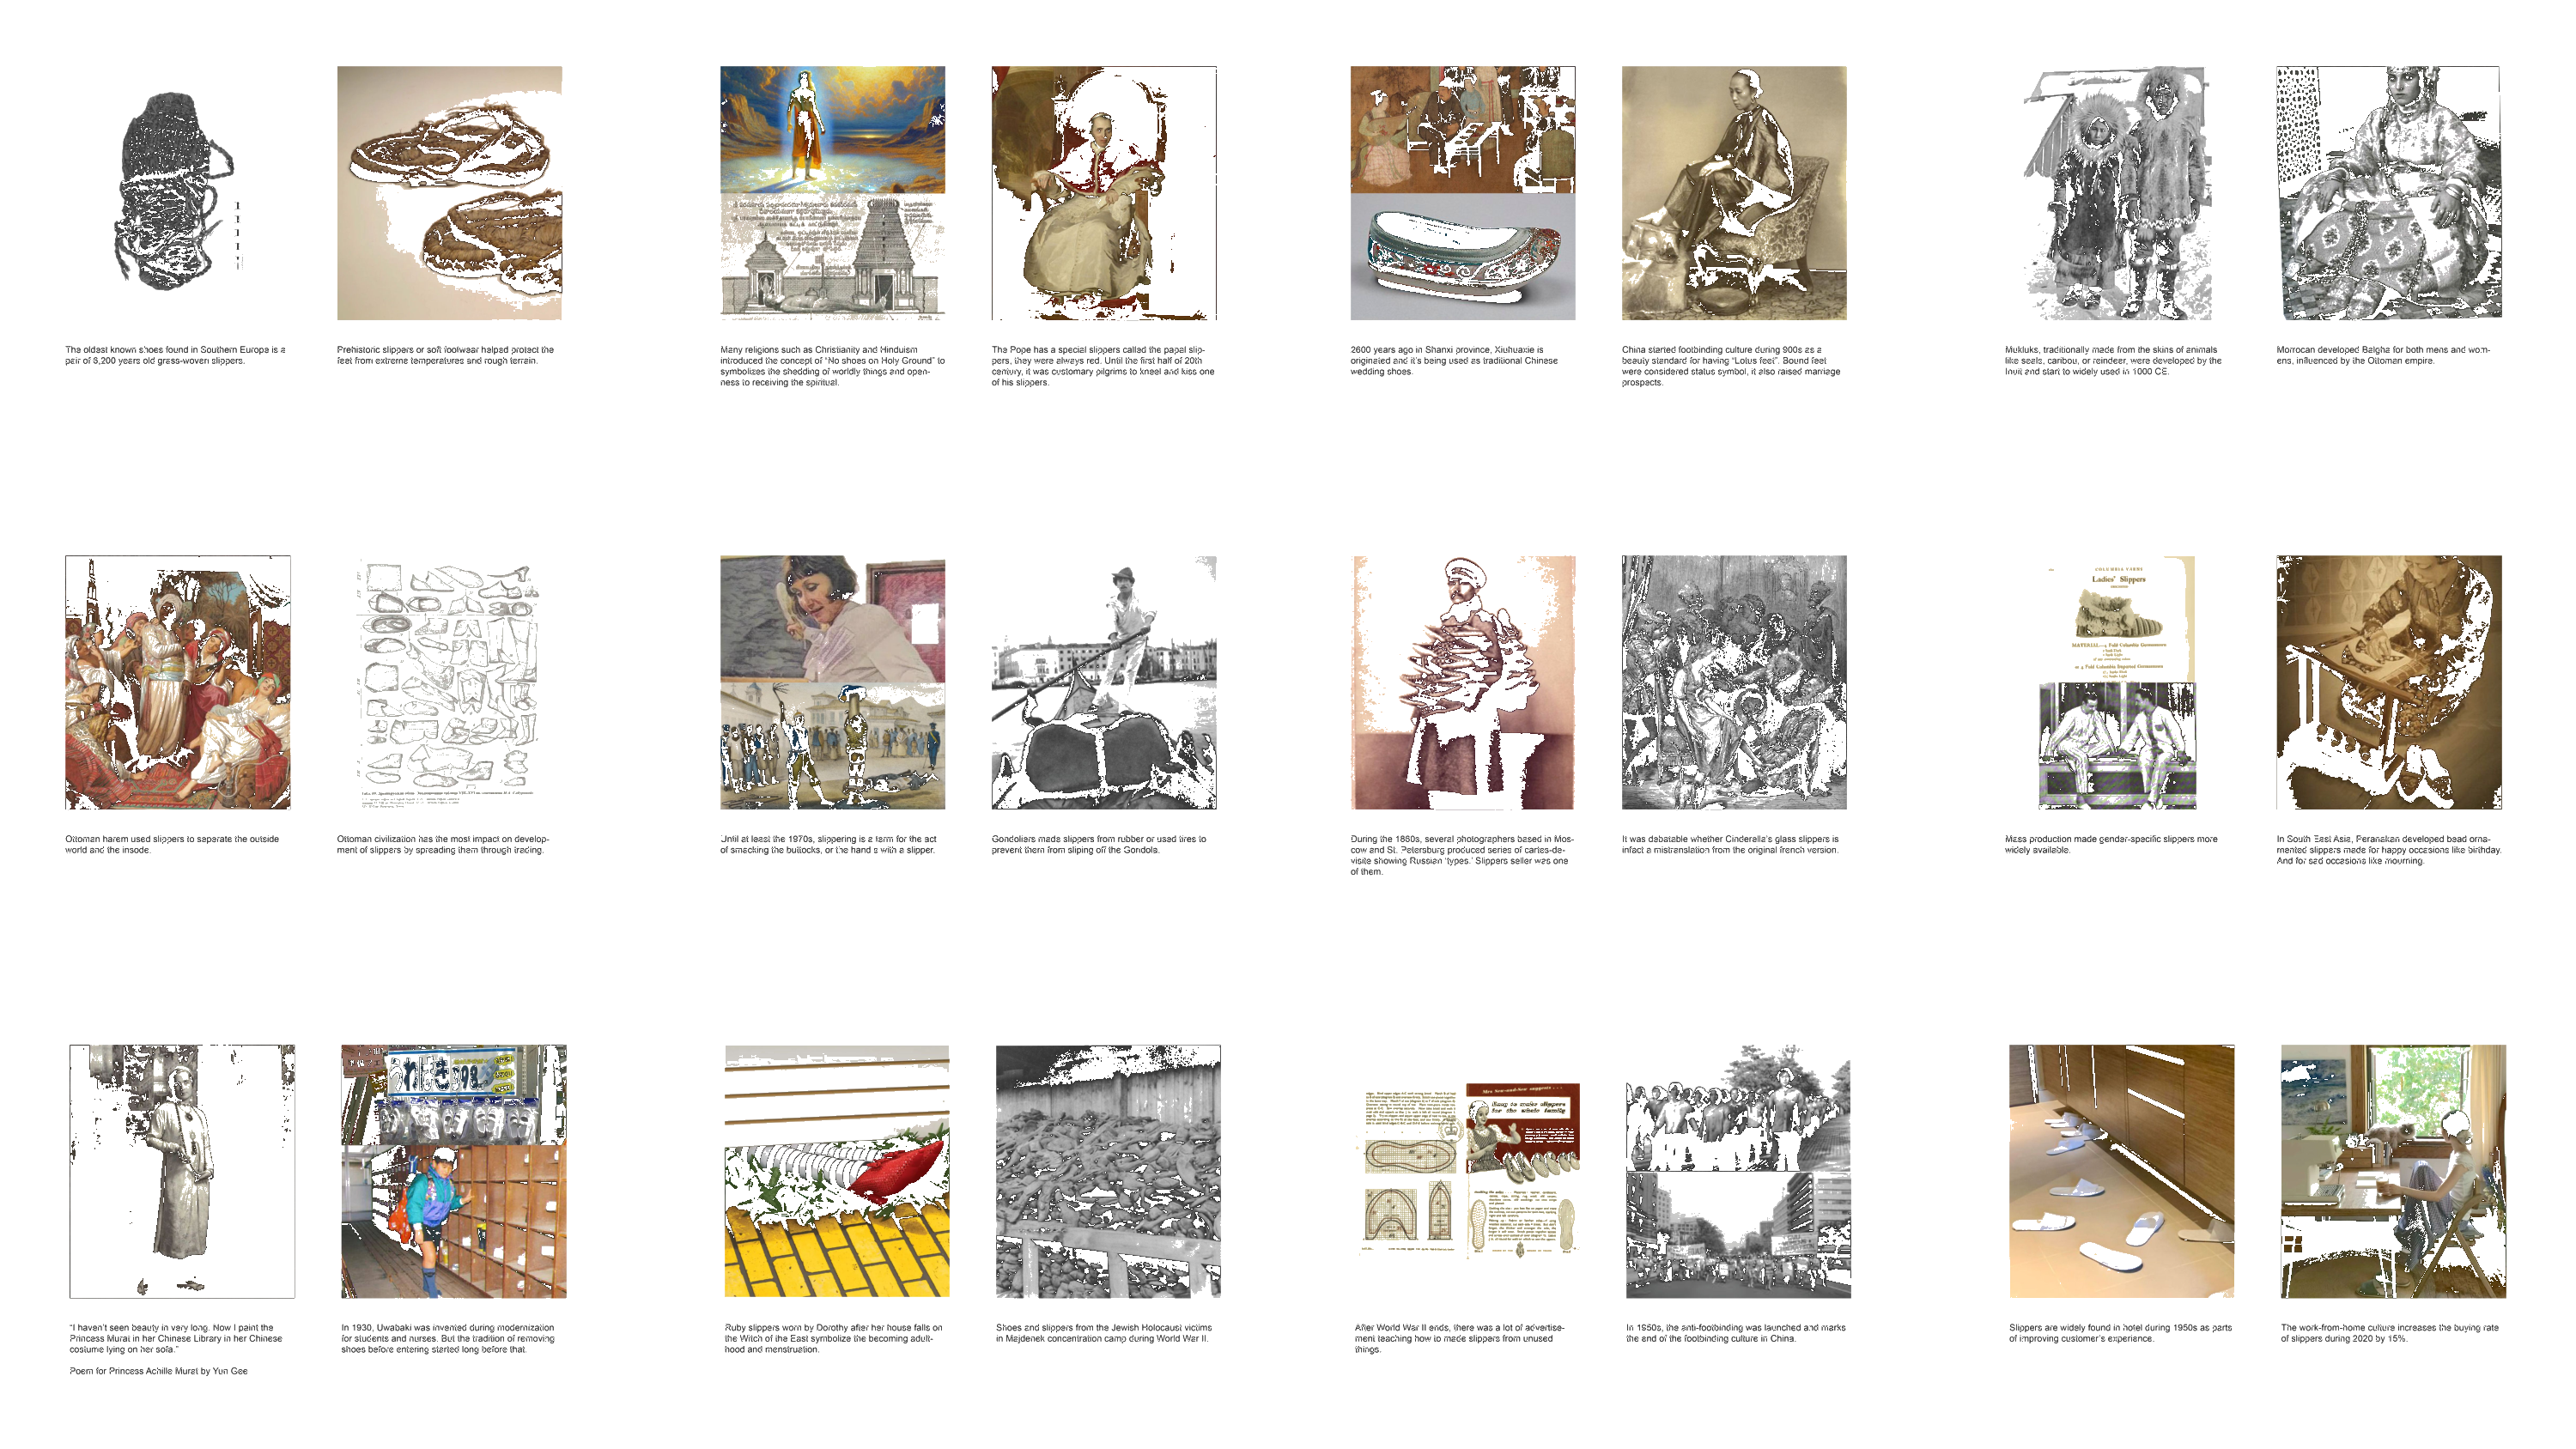 The oldest known shoes found in Southern Europe is a
pair of 6,200 years old grass-woven slippers.
Prehistoric slippers or soft footwear helped protect the
feet from extreme temperatures and rough terrain.
Many religions such as Christianity and Hinduism
introduced the concept of "No shoes on Holy Ground" to
symbolizes the shedding of worldly things and open-
ness to receiving the spiritual.
The Pope has a special slippers called the papal slip-
pers, they were always red. Until the first half of 20th
century, it was customary pilgrims to kneel and kiss one
of his slippers.
2600 years ago in Shanxi province, Xiuhuaxie is
originated and it's being used as traditional Chinese
wedding shoes.
China started footbinding culture during 900s as a
beauty standard for having "Lotus feet". Bound feet
were considered status symbol, it also raised marriage
prospects.
Mukluks, traditionally made from the skins of animals
like seals, caribou, or reindeer, were developed by the
Inuit and start to widely used in 1000 CE.
Morrocan developed Balgha for both mens and wom-
ens, influenced by the Ottoman empire.
Ottoman harem used slippers to separate the outside
world and the insode.
Ottoman civilization has the most impact on develop-
ment of slippers by spreading them through trading.
Until at least the 1970s, slippering is a term for the act
of smacking the buttocks, or the hand s with a slipper.
Gondoliers made slippers from rubber or used tires to
prevent them from sliping off the Gondola.
COLUMBIA YARNS
Ladies' Slippers
During the 1860s, several photographers based in Mos-
cow and St. Petersburg produced series of cartes-de-
visite showing Russian 'types.' Slippers seller was one
of them.
It was debatable whether Cinderella's glass slippers is
infact a mistranslation from the original french version.
Mass production made gender-specific slippers more
widely available.
In South East Asia, Peranakan developed bead orna-
mented slippers made for happy occasions like birthday.
And for sad occasions like mourning.
Easy to make slippers
for the whole family
"I haven't seen beauty in very long. Now I paint the
Princess Murat in her Chinese Library in her Chinese
costume lying on her sofa."
Poem for Princess Achille Murat by Yun Gee
In 1930, Uwabaki was invented during modernization
for students and nurses. But the tradition of removing
shoes before entering started long before that.
Ruby slippers worn by Dorothy after her house falls on
the Witch of the East symbolize the becoming adult-
hood and menstruation.
Shoes and slippers from the Jewish Holocaust victims
in Majdenek concentration camp during World War II.
After World War II ends, there was a lot of advertise-
ment teaching how to made slippers from unused
things.
In 1950s, the anti-footbinding was launched and marks
the end of the footbinding culture in China.
Slippers are widely found in hotel during 1950s as parts
of improving customer's experience.
The work-from-home culture increases the buying rate
of slippers during 2020 by 15%.